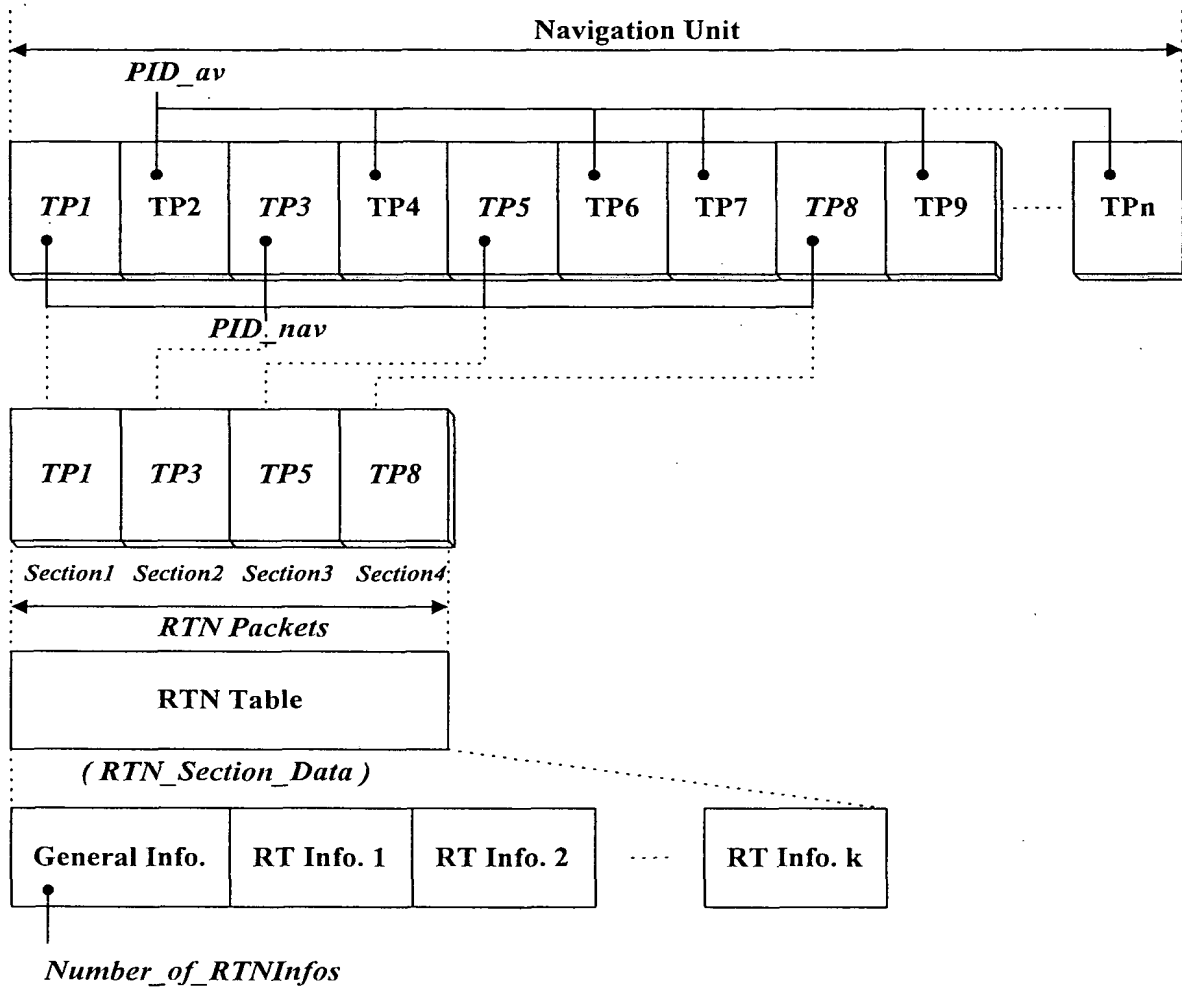 Navigation Unit
PID_av
TP1 TP2 TP3 TP4 TP5 TP6 TP7 TP8 TP9 ..... TPn
PID_nav
TP1 TP3 TP5 TP8
Section1 Section2 Section3 Section4
RTN Packets
RTN Table
( RTN_Section_Data )
General Info. RT Info. 1 RT Info. 2 .... RT Info. k
Number_of_RTNInfos